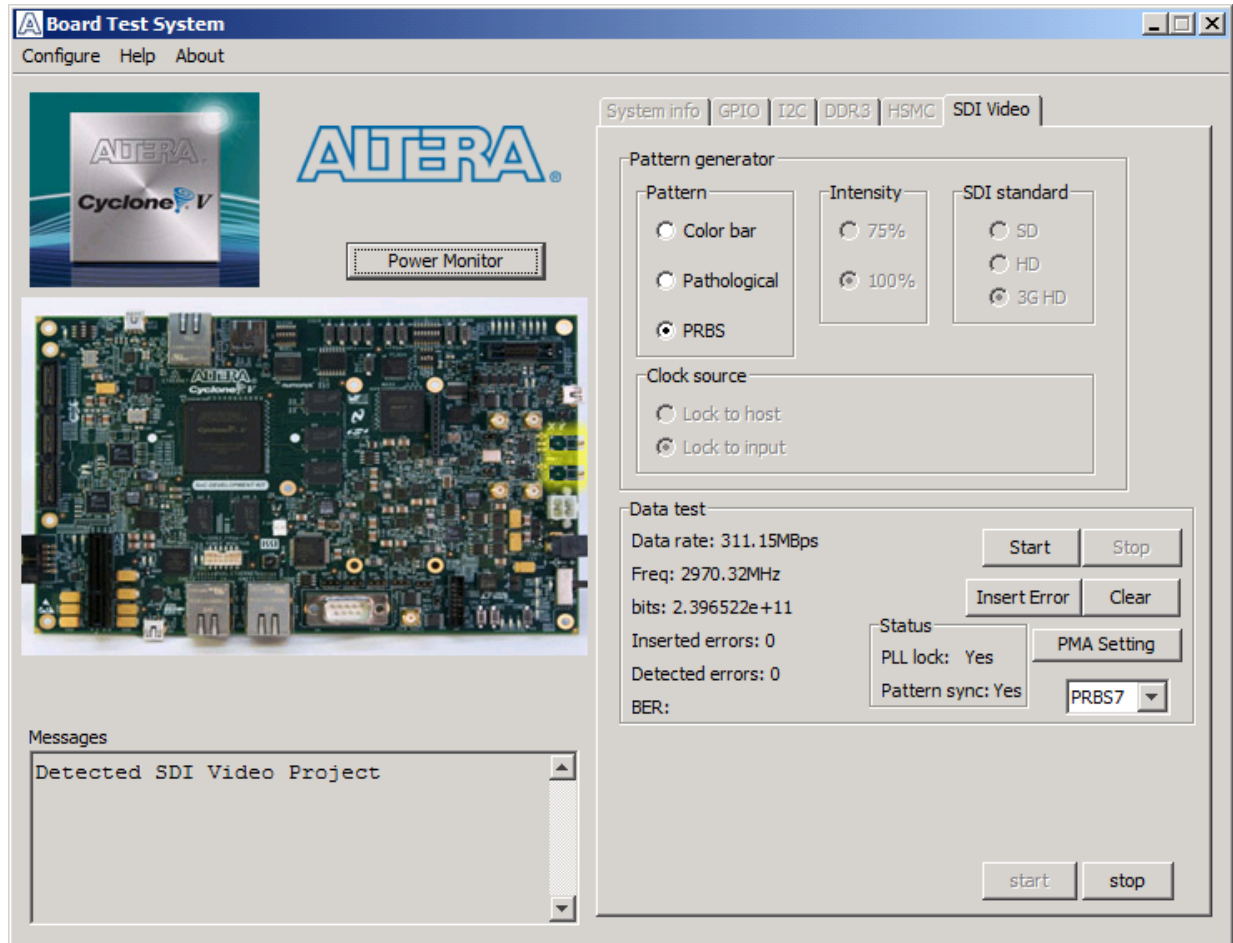 Board Test System
Configure Help About
ALTERA.
Cyclone V
ALTERA®
Power Monitor
ALTERA
Cyclone V
Messages
Detected SDI Video Project
System info GPIO I2C DDR3 HSMC SDI Video
Pattern generator
Pattern Intensity SDI standard
Color bar 75% SD
HD
Pathological 100% 3G HD
PRBS
Clock source
Lock to host
Lock to input
Data test
Data rate: 311.15MBps Start Stop
Freq: 2970.32MHz
bits: 2.396522e+11 Insert Error Clear
Inserted errors: 0 Status
PLL lock: Yes PMA Setting
Detected errors: 0 Pattern sync: Yes PRBS7
BER:
start stop